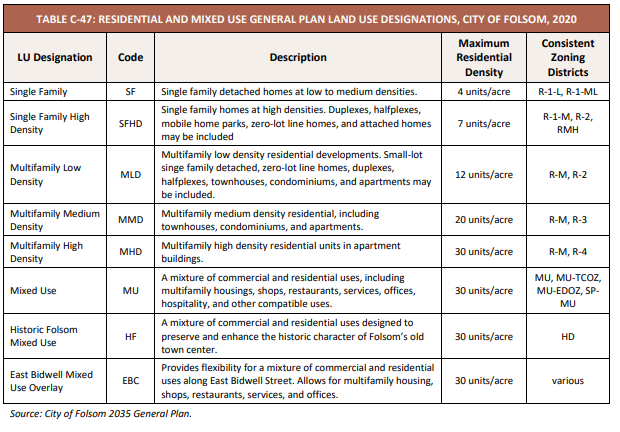 TABLE C-47: RESIDENTIAL AND MIXED USE GENERAL PLAN LAND USE DESIGNATIONS, CITY OF FOLSOM, 2020
LU Designation Code Description Maximum Residential Density Consistent Zoning Districts
Single Family SF Single family detached homes at low to medium densities. 4 units/acre R-1-L, R-1-ML
Single Family High
Density
SFHD
Single family homes at high densities. Duplexes, halfplexes,
mobile home parks, zero-lot line homes, and attached homes
may be included
7 units/acre
R-1-M, R-2,
RMH
Multifamily Low
Density
MLD
Multifamily low density residential developments. Small-lot
singe family detached, zero-lot line homes, duplexes,
halfplexes, townhouses, condominiums, and apartments may
be included.
12 units/acre
R-M, R-2
Multifamily Medium
Density
MMD
Multifamily medium density residential, including
townhouses, condominiums, and apartments.
20 units/acre
R-M, R-3
Multifamily High
Density
MHD
Multifamily high density residential units in apartment
buildings.
30 units/acre
R-M, R-4
Mixed Use
MU
A mixture of commercial and residential uses, including
multifamily housings, shops, restaurants, services, offices,
hospitality, and other compatible uses.
30 units/acre
MU, MU-TCOZ,
MU-EDOZ, SP-
MU
Historic Folsom
Mixed Use
HF
A mixture of commercial and residential uses designed to
preserve and enhance the historic character of Folsom's old
town center.
30 units/acre
HD
East Bidwell Mixed
Use Overlay
EBC
Provides flexibility for a mixture of commercial and residential
uses along East Bidwell Street. Allows for multifamily housing,
shops, restaurants, services, and offices.
30 units/acre
various
Source: City of Folsom 2035 General Plan.